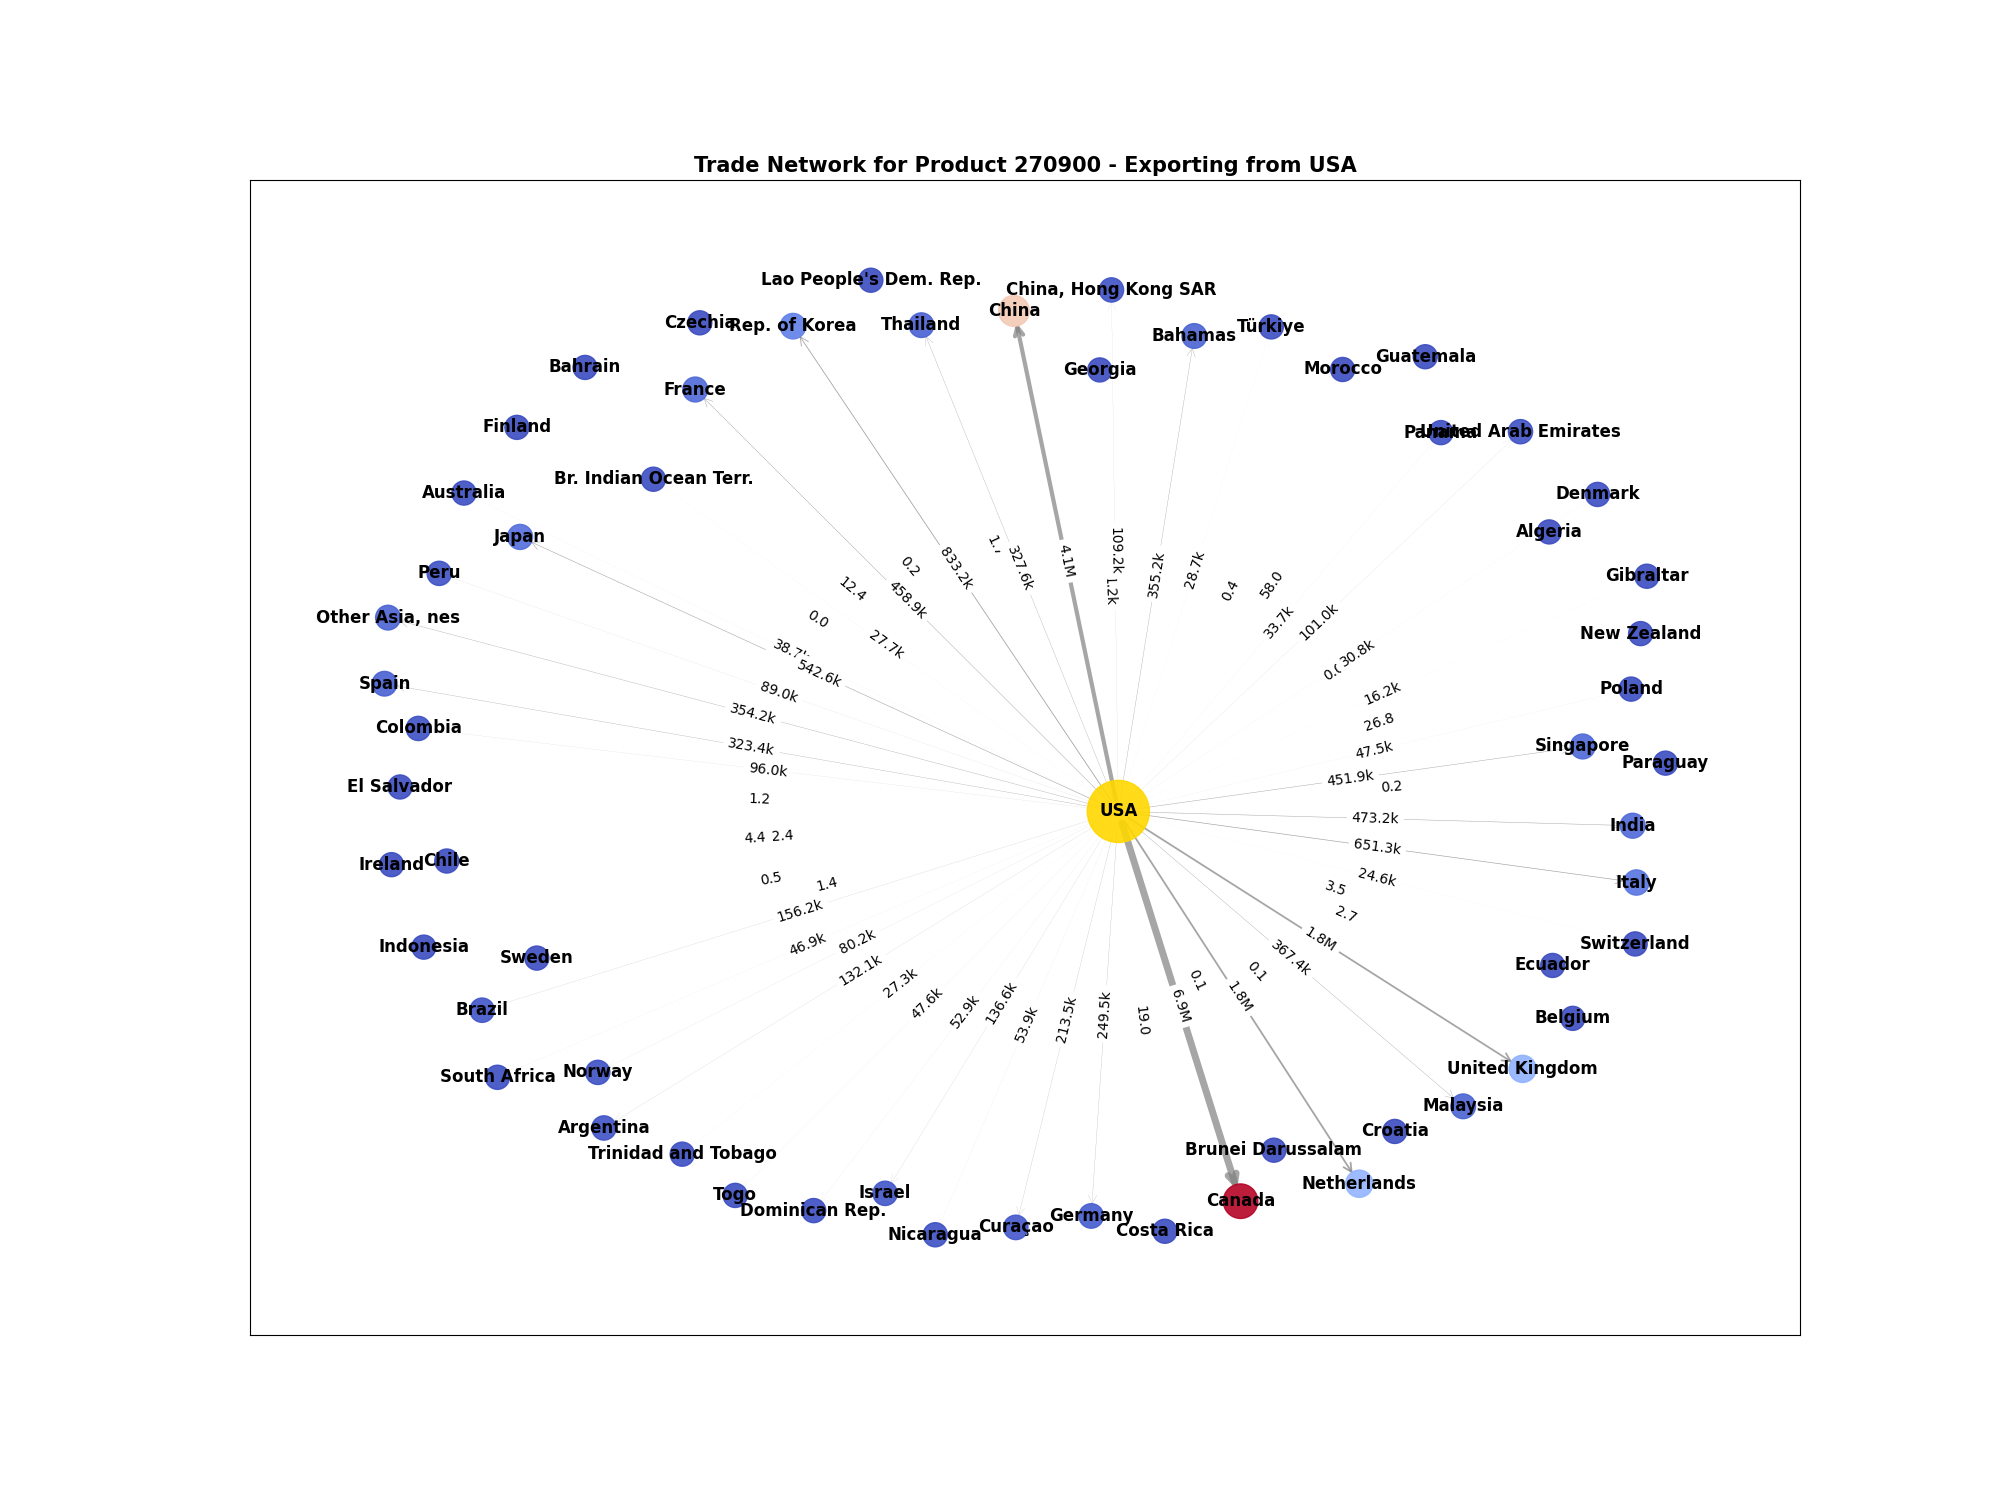 Trade Network for Product 270900 - Exporting from USA
Lao People's Dem. Rep.
China, Hong Kong SAR
China
Czechia
Rep. of Korea
Thailand
Bahamas
Türkiye
Guatemala
Bahrain
France
Georgia
Morocco
Finland
Panama
United Arab Emirates
Br. Indian Ocean Terr.
Australia
Denmark
Japan
Algeria
Peru
Gibraltar
Other Asia, nes
New Zealand
Spain
Poland
Colombia
Singapore
Paraguay
El Salvador
USA
India
Ireland
Chile
Italy
Indonesia
Sweden
Switzerland
Ecuador
Brazil
Belgium
South Africa
Norway
United Kingdom
Malaysia
Argentina
Croatia
Trinidad and Tobago
Brunei Darussalam
Togo
Israel
Netherlands
Dominican Rep.
Canada
Nicaragua
Curaçao
Germany
Costa Rica
0.2
833.2k
327.6k
4.1M
109.2k
1.2k
355.2k
28.7k
0.4
58.0
12.4
458.9k
0.0
27.7k
33.7k
101.0k
542.6k
30.8k
89.0k
16.2k
354.2k
26.8
323.4k
47.5k
96.0k
451.9k
0.2
1.2
473.2k
4.4
2.4
651.3k
0.5
1.4
24.6k
3.5
156.2k
2.7
46.9k
80.2k
1.8M
132.1k
367.4k
27.3k
0.1
0.1
1.8M
47.6k
52.9k
136.6k
53.9k
213.5k
249.5k
19.0
6.9M